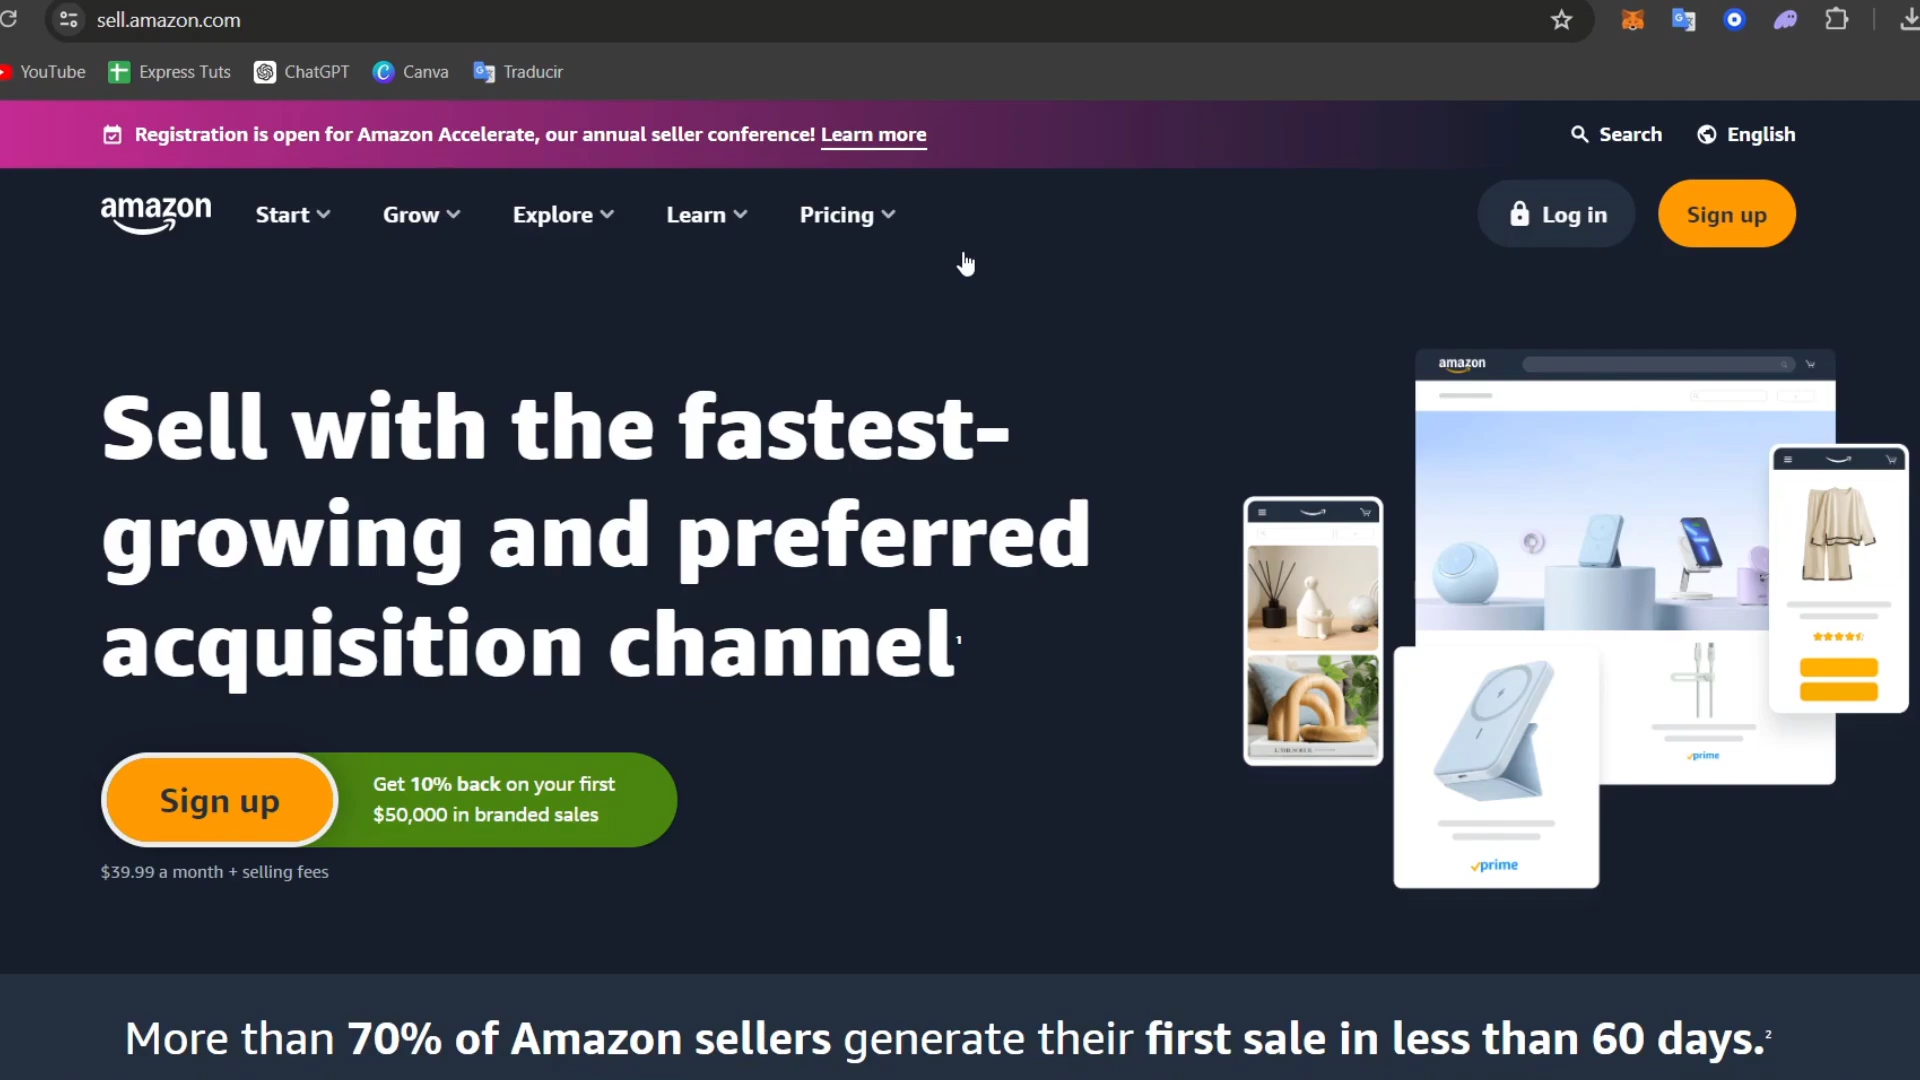 sell.amazon.com
YouTube Express Tuts ChatGPT Canva Traducir
Registration is open for Amazon Accelerate, our annual seller conference! Learn more Search English
amazon Start Grow Explore Learn Pricing Log in Sign up
Sell with the fastest-
growing and preferred
acquisition channel¹
amazon
prime
prime
Sign up
Get 10% back on your first
$50,000 in branded sales
$39.99 a month + selling fees
More than 70% of Amazon sellers generate their first sale in less than 60 days.²